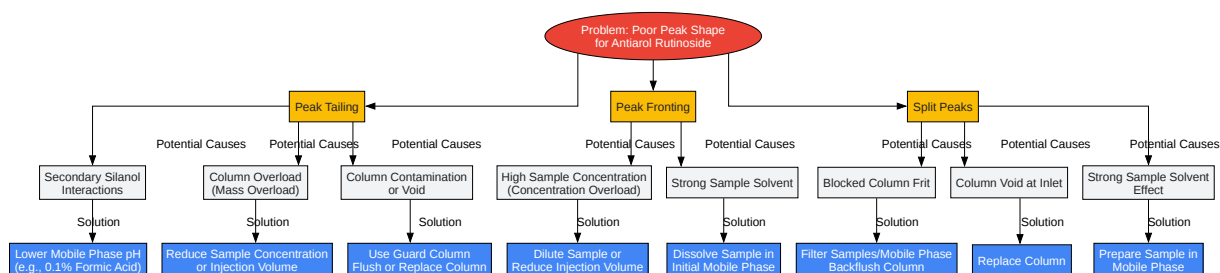 Problem: Poor Peak Shape
for Antiarol Rutinoside
Peak Tailing
Peak Fronting
Split Peaks
Potential Causes
Potential Causes
Potential Causes
Potential Causes
Potential Causes
Potential Causes
Potential Causes
Potential Causes
Secondary Silanol
Interactions
Column Overload
(Mass Overload)
Column Contamination
or Void
High Sample Concentration
(Concentration Overload)
Strong Sample Solvent
Blocked Column Frit
Column Void at Inlet
Strong Sample Solvent
Effect
Solution
Solution
Solution
Solution
Solution
Solution
Solution
Solution
Lower Mobile Phase pH
(e.g., 0.1% Formic Acid)
Reduce Sample Concentration
or Injection Volume
Use Guard Column
Flush or Replace Column
Dilute Sample or
Reduce Injection Volume
Dissolve Sample in
Initial Mobile Phase
Filter Samples/Mobile Phase
Backflush Column
Replace Column
Prepare Sample in
Mobile Phase